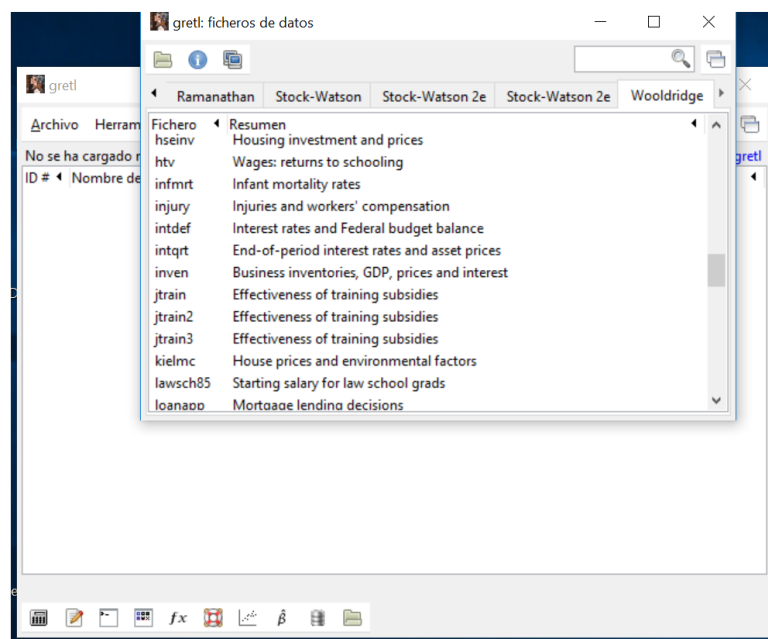 gretl: ficheros de datos
gretl
Ramanathan Stock-Watson Stock-Watson 2e Stock-Watson 2e Wooldridge
Archivo Herram
Fichero Resumen
hseinv Housing investment and prices
No se ha cargado
gretl
htv Wages: returns to schooling
ID # Nombre de
infmrt Infant mortality rates
injury Injuries and workers' compensation
intdef Interest rates and Federal budget balance
intqrt End-of-period interest rates and asset prices
inven Business inventories, GDP, prices and interest
jtrain Effectiveness of training subsidies
jtrain2 Effectiveness of training subsidies
jtrain3 Effectiveness of training subsidies
kielmc House prices and environmental factors
lawsch85 Starting salary for law school grads
loanapp Mortgage lending decisions
fx
β̂